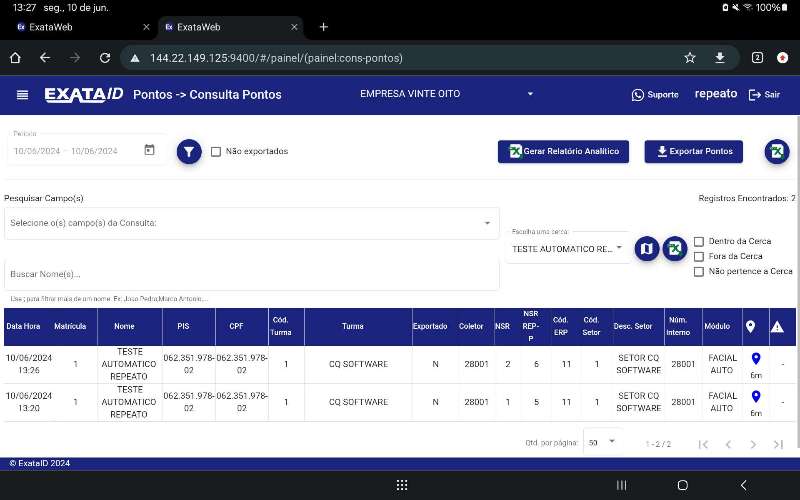 13:27 seg., 10 de jun. 100%
ExataWeb
ExataWeb
144.22.149.125:9400/#/painel/(painel:cons-pontos)
2
EXATAID
Pontos -> Consulta Pontos
EMPRESA VINTE OITO
Suporte
repeato
Sair
Período
10/06/2024 – 10/06/2024
Não exportados
Gerar Relatório Analítico
Exportar Pontos
Pesquisar Campo(s)
Registros Encontrados: 2
Selecione o(s) campo(s) da Consulta:
Escolha uma cerca:
TESTE AUTOMATICO RE...
Dentro da Cerca
Fora da Cerca
Não pertence a Cerca
Buscar Nome(s)...
Use ; para filtrar mais de um nome. Ex: Joao Pedro;Marco Antonio;...
Data Hora Matrícula Nome PIS CPF Cód. Turma Turma Exportado Coletor NSR NSR REP-P Cód. ERP Cód. Setor Desc. Setor Núm. Interno Módulo
10/06/2024 13:26 1 TESTE AUTOMATICO REPEATO 062.351.978-02 062.351.978-02 1 CQ SOFTWARE N 28001 2 6 11 1 SETOR CQ SOFTWARE 28001 FACIAL AUTO 6m -
10/06/2024 13:20 1 TESTE AUTOMATICO REPEATO 062.351.978-02 062.351.978-02 1 CQ SOFTWARE N 28001 1 5 11 1 SETOR CQ SOFTWARE 28001 FACIAL AUTO 6m -
Qtd. por página: 50 1 - 2 / 2
© ExataID 2024